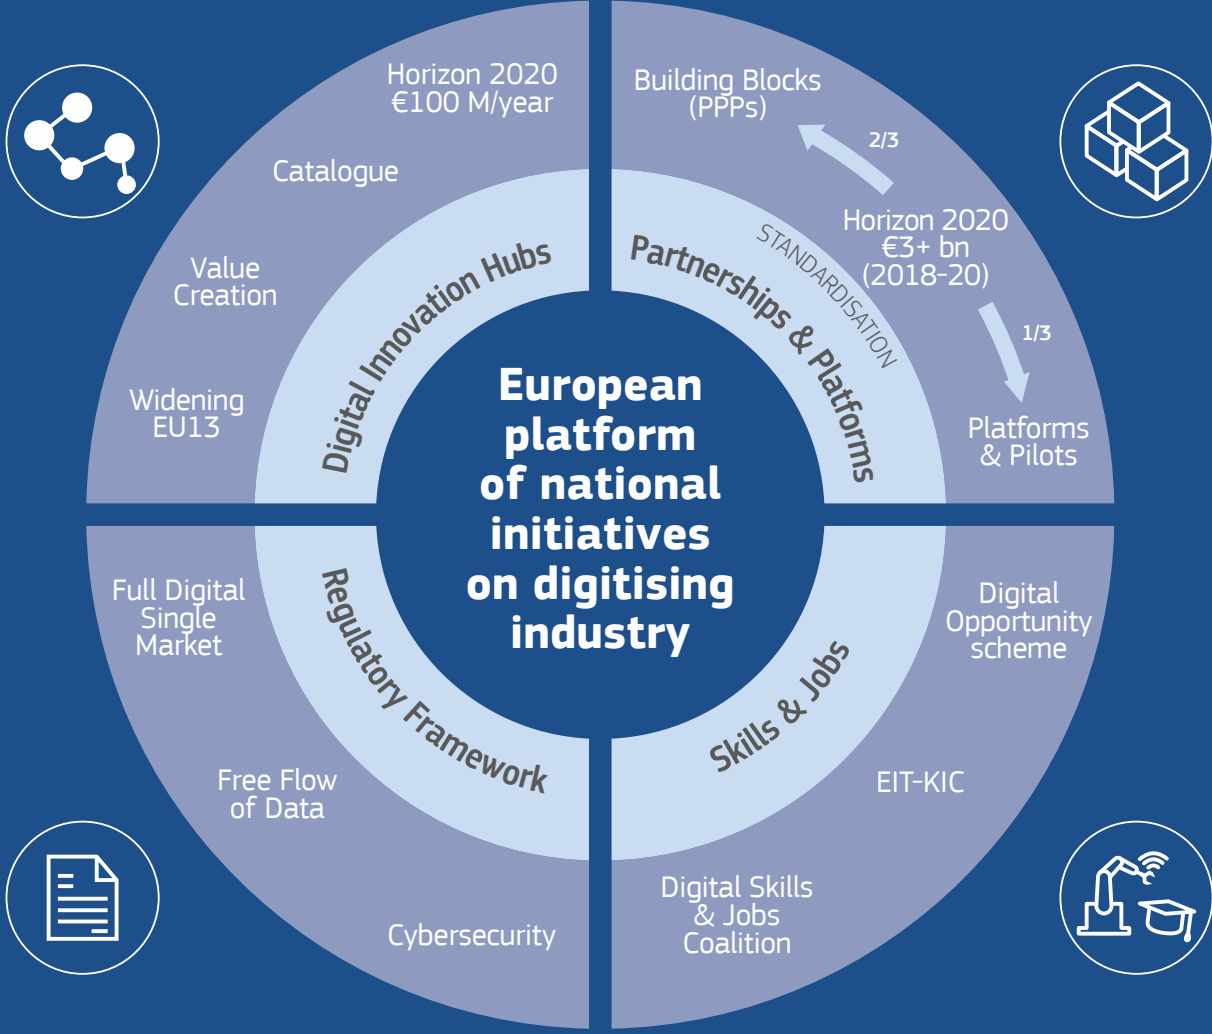 Horizon 2020
€100 M/year
Catalogue
Value
Creation
Widening
EU13
Digital Innovation Hubs
Building Blocks
(PPPs)
2/3
Horizon 2020
€3+ bn
(2018-20)
1/3
Platforms
& Pilots
STANDARDISATION
Partnerships & Platforms
European
platform
of national
initiatives
on digitising
industry
Full Digital
Single
Market
Free Flow
of Data
Cybersecurity
Regulatory Framework
Skills & Jobs
Digital
Opportunity
scheme
EIT-KIC
Digital Skills
& Jobs
Coalition